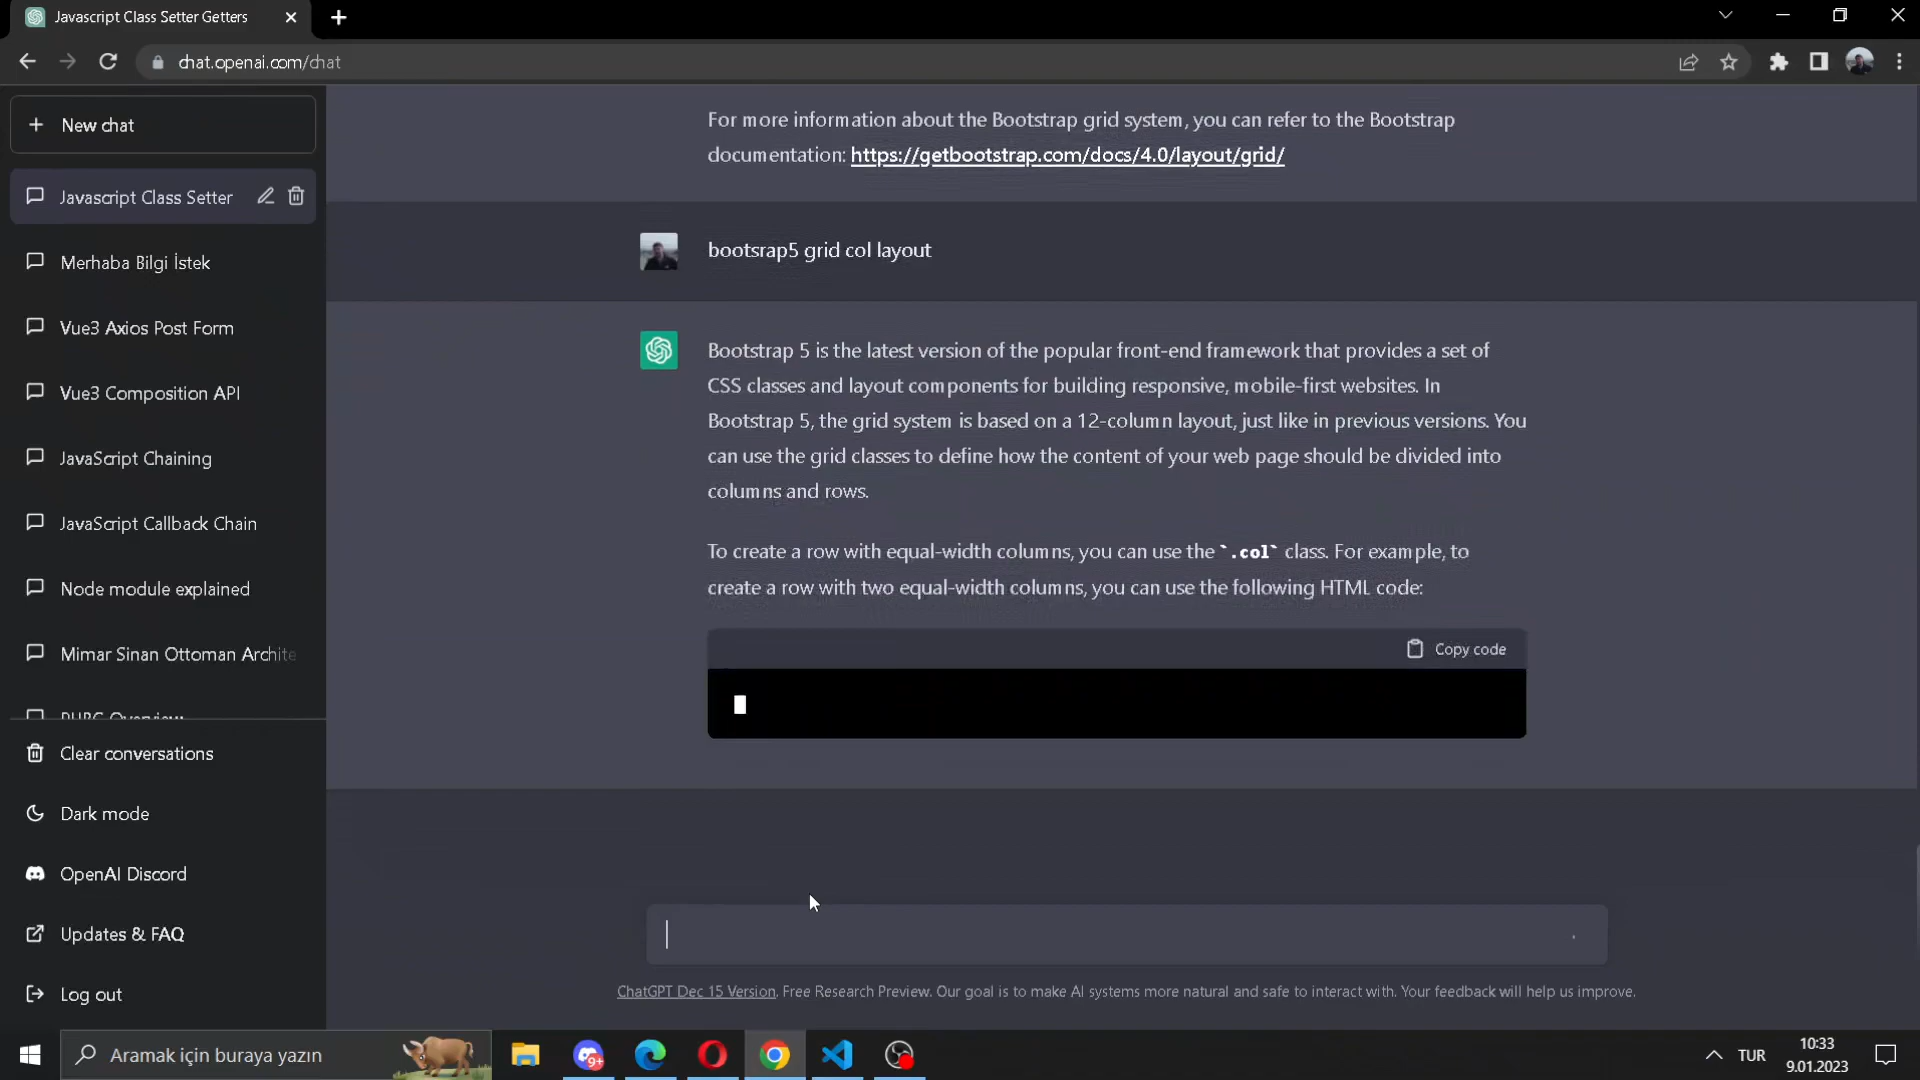 Javascript Class Setter Getters
chat.openai.com/chat
New chat
Javascript Class Setter
Merhaba Bilgi İstek
Vue3 Axios Post Form
Vue3 Composition API
JavaScript Chaining
JavaScript Callback Chain
Node module explained
Mimar Sinan Ottoman Archite
PUBG Overview
Clear conversations
Dark mode
OpenAI Discord
Updates & FAQ
Log out
For more information about the Bootstrap grid system, you can refer to the Bootstrap
documentation: https://getbootstrap.com/docs/4.0/layout/grid/
bootsrap5 grid col layout
Bootstrap 5 is the latest version of the popular front-end framework that provides a set of
CSS classes and layout components for building responsive, mobile-first websites. In
Bootstrap 5, the grid system is based on a 12-column layout, just like in previous versions. You
can use the grid classes to define how the content of your web page should be divided into
columns and rows.
To create a row with equal-width columns, you can use the `.col` class. For example, to
create a row with two equal-width columns, you can use the following HTML code:
Copy code
ChatGPT Dec 15 Version. Free Research Preview. Our goal is to make AI systems more natural and safe to interact with. Your feedback will help us improve.
Aramak için buraya yazın
9+
TUR
10:33
9.01.2023